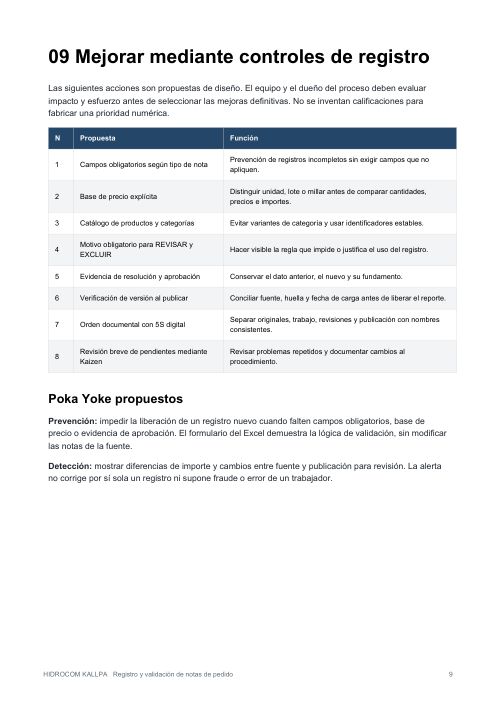 09 Mejorar mediante controles de registro
Las siguientes acciones son propuestas de diseño. El equipo y el dueño del proceso deben evaluar
impacto y esfuerzo antes de seleccionar las mejoras definitivas. No se inventan calificaciones para
fabricar una prioridad numérica.
N Propuesta Función
1 Campos obligatorios según tipo de nota Prevención de registros incompletos sin exigir campos que no
apliquen.
2 Base de precio explícita Distinguir unidad, lote o millar antes de comparar cantidades,
precios e importes.
3 Catálogo de productos y categorías Evitar variantes de categoría y usar identificadores estables.
4 Motivo obligatorio para REVISAR y
EXCLUIR Hacer visible la regla que impide o justifica el uso del registro.
5 Evidencia de resolución y aprobación Conservar el dato anterior, el nuevo y su fundamento.
6 Verificación de versión al publicar Conciliar fuente, huella y fecha de carga antes de liberar el reporte.
7 Orden documental con 5S digital Separar originales, trabajo, revisiones y publicación con nombres
consistentes.
8 Revisión breve de pendientes mediante
Kaizen Revisar problemas repetidos y documentar cambios al
procedimiento.
Poka Yoke propuestos
Prevención: impedir la liberación de un registro nuevo cuando falten campos obligatorios, base de
precio o evidencia de aprobación. El formulario del Excel demuestra la lógica de validación, sin modificar
las notas de la fuente.
Detección: mostrar diferencias de importe y cambios entre fuente y publicación para revisión. La alerta
no corrige por sí sola un registro ni supone fraude o error de un trabajador.
HIDROCOM KALLPA Registro y validación de notas de pedido 9